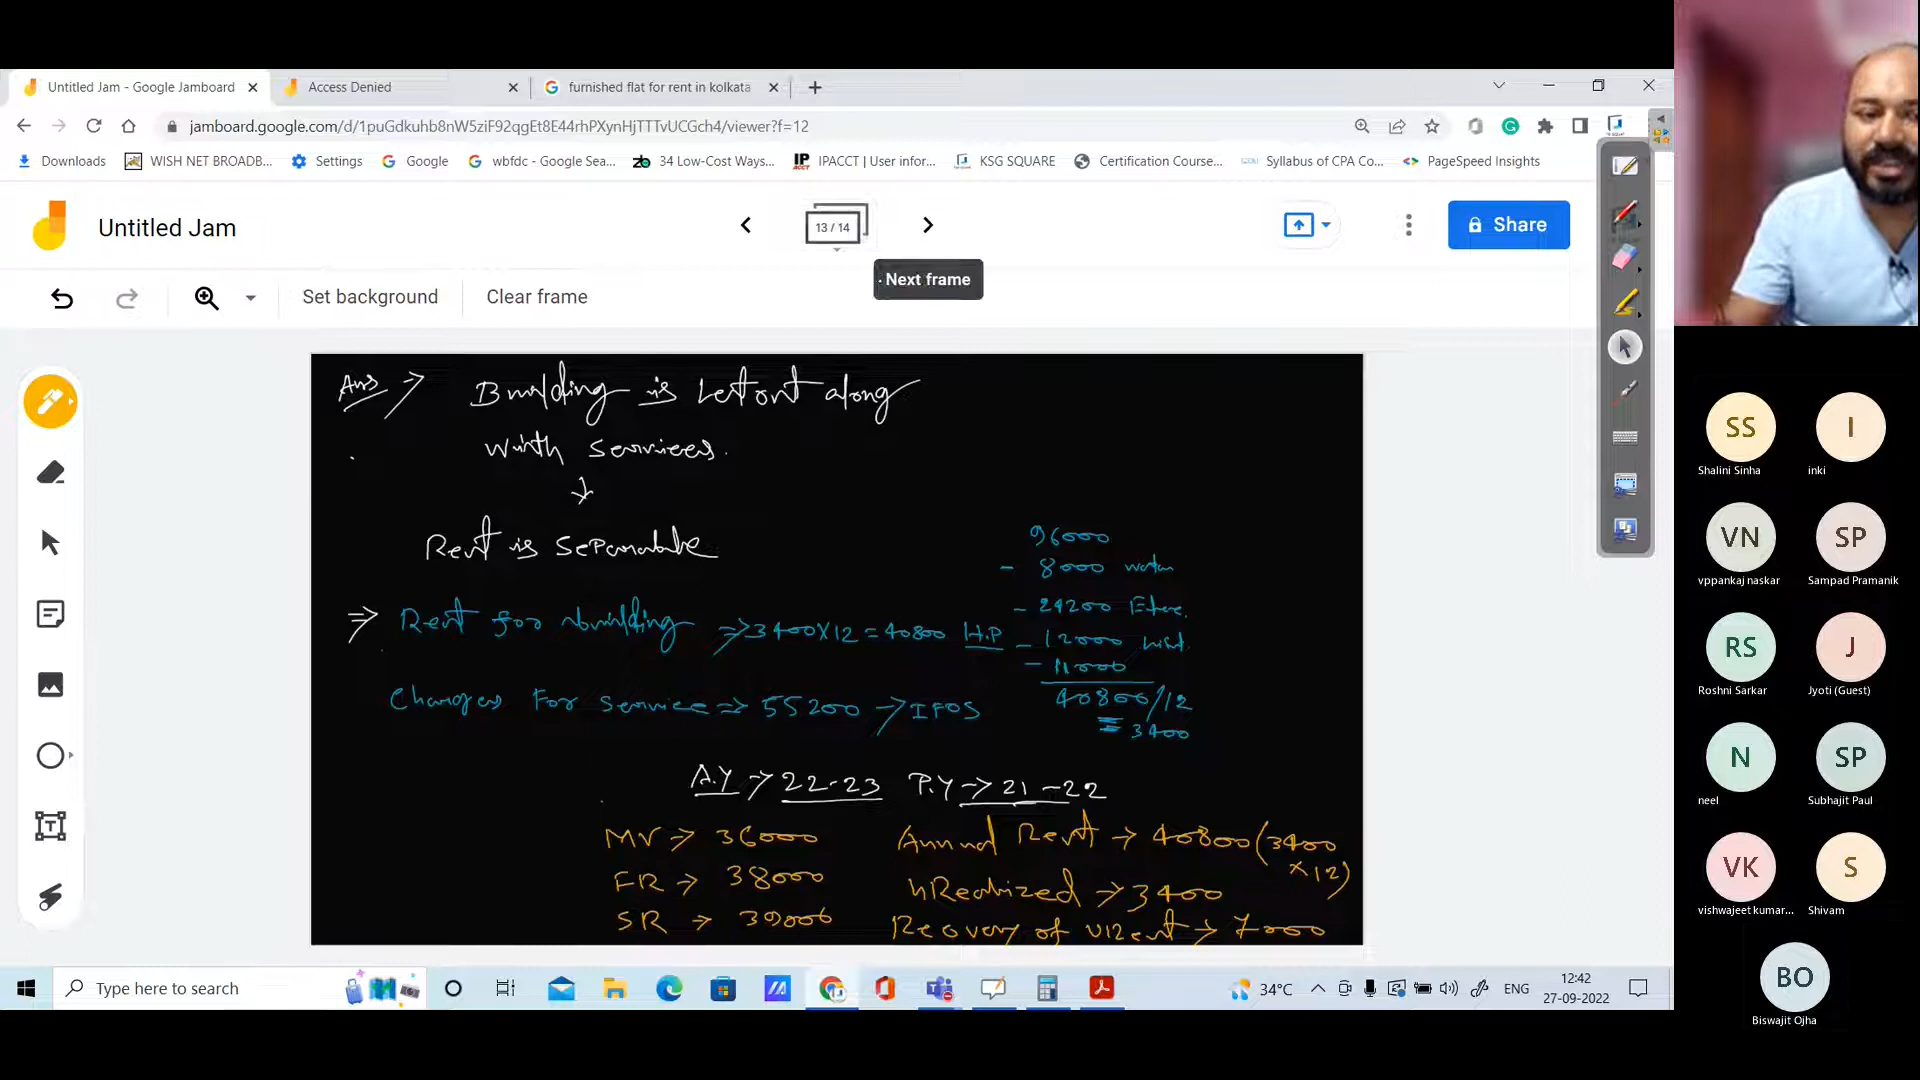 Untitled Jam - Google Jamboard
Access Denied
furnished flat for rent in kolkata
jamboard.google.com/d/1puGdkuhb8nW5ziF92qgEt8E44rhPXynHjTTTvUCGch4/viewer?f=12
Downloads
WISH NET BROADB...
Settings
Google
wbfdc - Google Sea...
34 Low-Cost Ways...
IPACCT | User infor...
KSG SQUARE
Certification Course...
Syllabus of CPA Co...
PageSpeed Insights
Untitled Jam
13 / 14
Share
Next frame
Set background
Clear frame
Ans ⇒ Building is Letout along
with services.
Rent is Separable
⇒ Rent for building ⇒ 3400X12 = 40800 H.P
Charges For service ⇒ 55200 → IFOS
96000
- 8000 water
- 24200
- 12000
- 11000
40800/12
= 3400
A.Y → 22-23 P.Y → 21-22
MV → 36000
FR → 38000
SR → 39000
Annual Rent → 40800 (3400 x12)
UnRealized → 3400
Recovery of URent → 7000
Type here to search
34°C
ENG
12:42
27-09-2022
SS
Shalini Sinha
I
inki
VN
vppankaj naskar
SP
Sampad Pramanik
RS
Roshni Sarkar
J
Jyoti (Guest)
N
neel
SP
Subhajit Paul
VK
vishwajeet kumar...
S
Shivam
BO
Biswajit Ojha